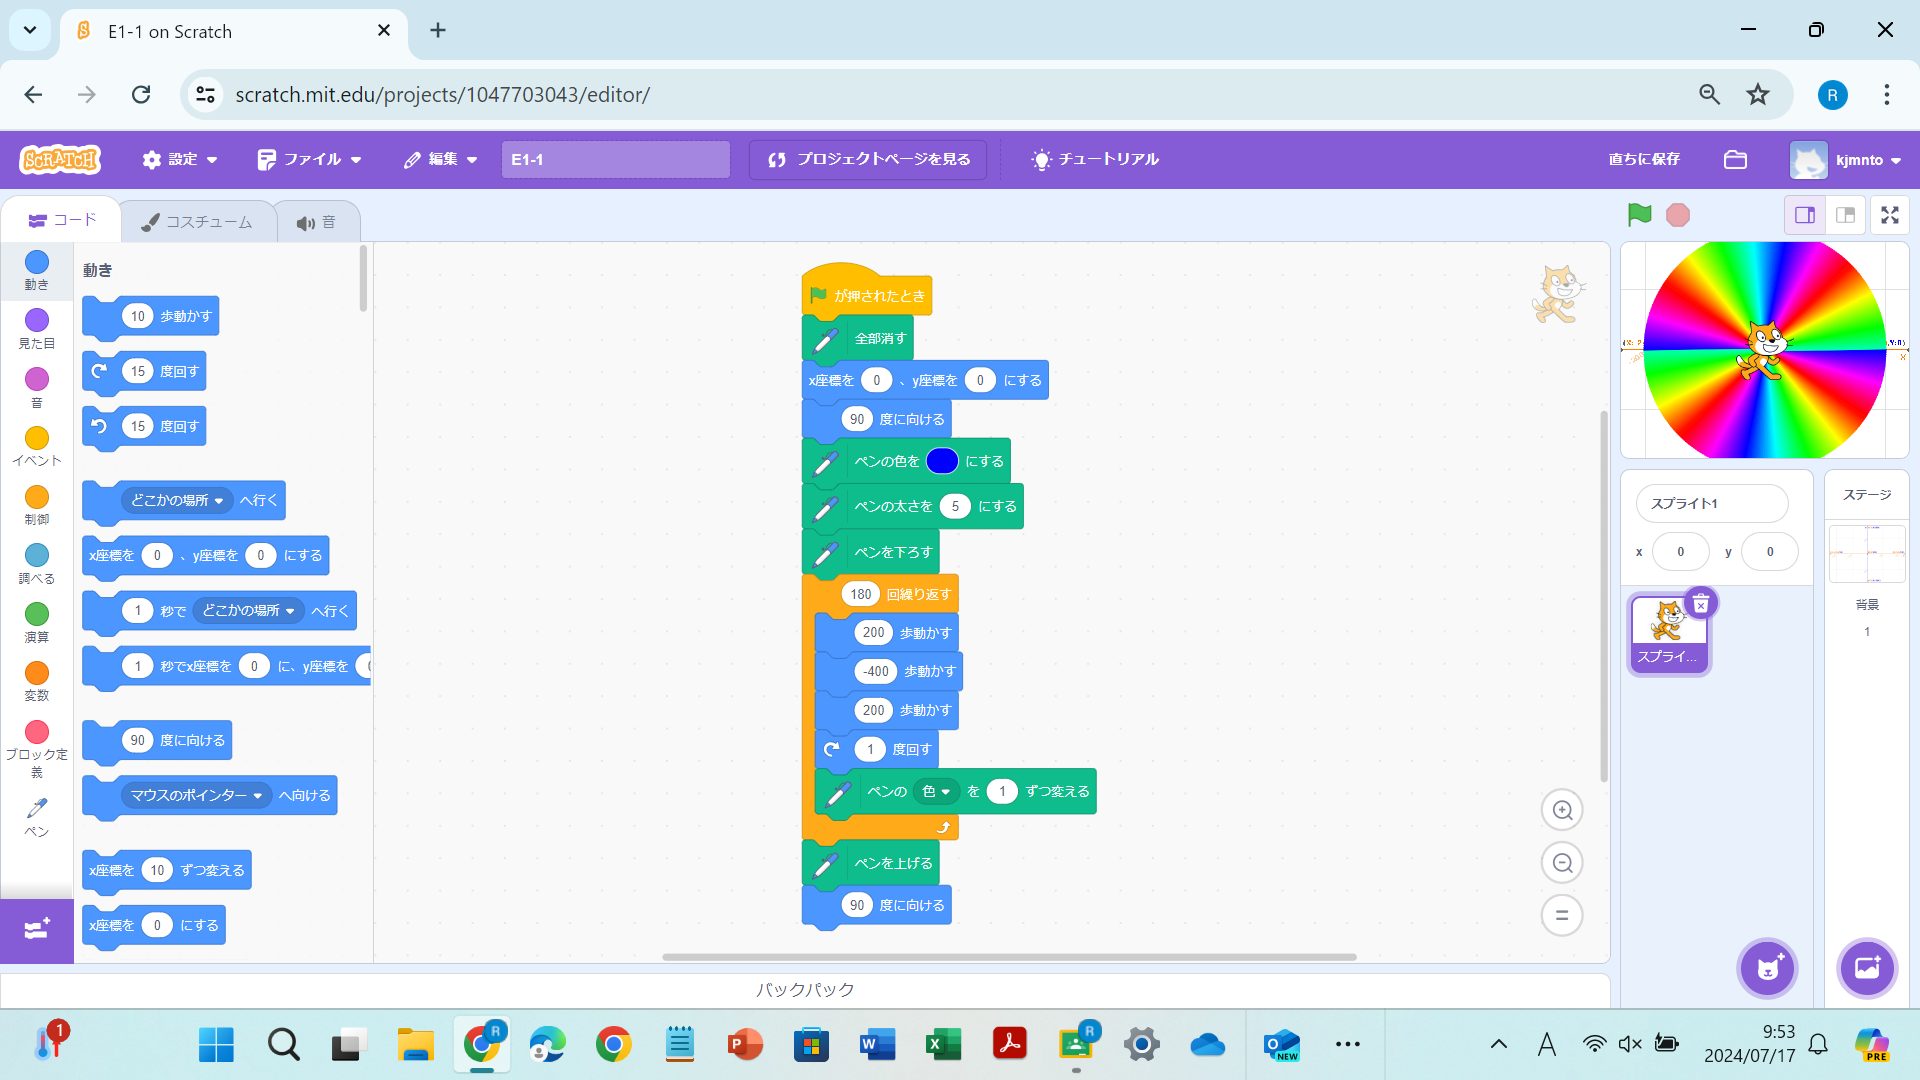 E1-1 on Scratch
scratch.mit.edu/projects/1047703043/editor/
R
SCRATCH
設定
ファイル
編集
E1-1
プロジェクトページを見る
チュートリアル
直ちに保存
kjmnto
コード
コスチューム
音
動き
見た目
音
イベント
制御
調べる
演算
変数
ブロック定
義
ペン
動き
10 歩動かす
15 度回す
15 度回す
どこかの場所 へ行く
x座標を 0 、y座標を 0 にする
1 秒で どこかの場所 へ行く
1 秒でx座標を 0 に、y座標を
90 度に向ける
マウスのポインター へ向ける
x座標を 10 ずつ変える
x座標を 0 にする
が押されたとき
全部消す
x座標を 0 、y座標を 0 にする
90 度に向ける
ペンの色を にする
ペンの太さを 5 にする
ペンを下ろす
180 回繰り返す
200 歩動かす
-400 歩動かす
200 歩動かす
1 度回す
ペンの 色 を 1 ずつ変える
ペンを上げる
90 度に向ける
スプライト1
x 0 y 0
スプライ...
ステージ
背景
1
バックパック
1
R
R
NEW
A
9:53
2024/07/17
PRE